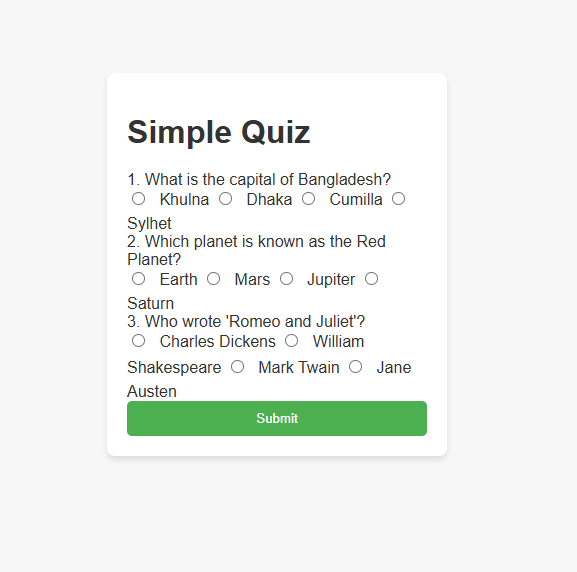 Simple Quiz
1. What is the capital of Bangladesh?
Khulna Dhaka Cumilla
Sylhet
2. Which planet is known as the Red
Planet?
Earth Mars Jupiter
Saturn
3. Who wrote 'Romeo and Juliet'?
Charles Dickens William
Shakespeare Mark Twain Jane
Austen
Submit